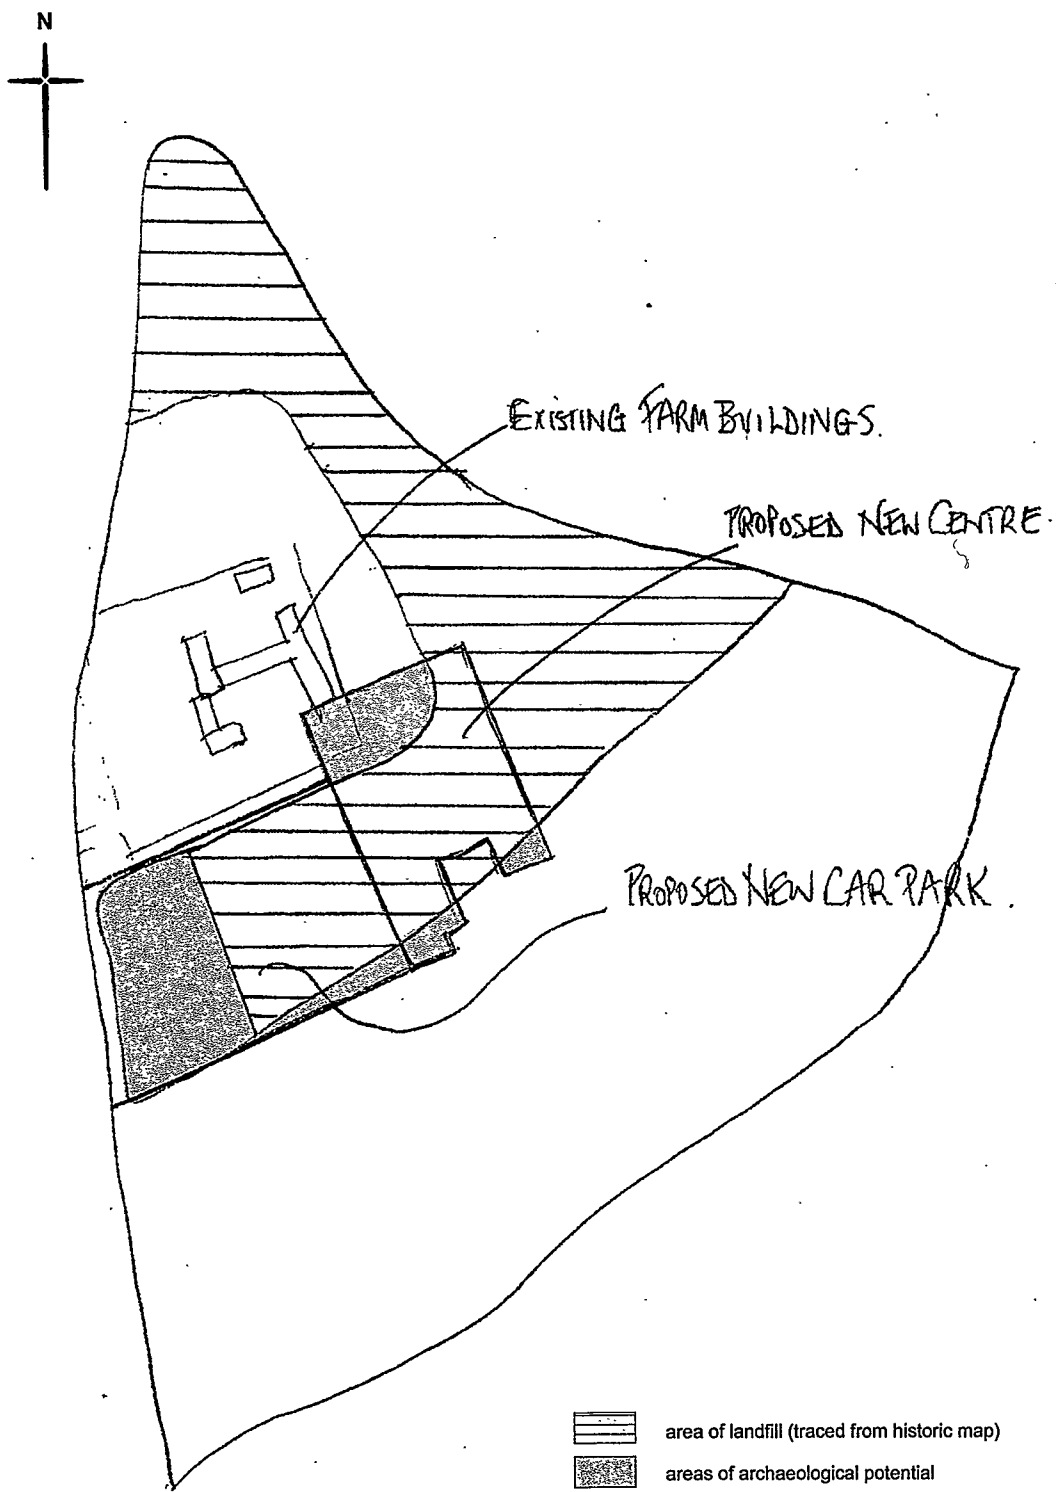 N
EXISTING FARM BUILDINGS.
PROPOSED NEW CENTRE.
PROPOSED NEW CAR PARK.
area of landfill (traced from historic map)
areas of archaeological potential